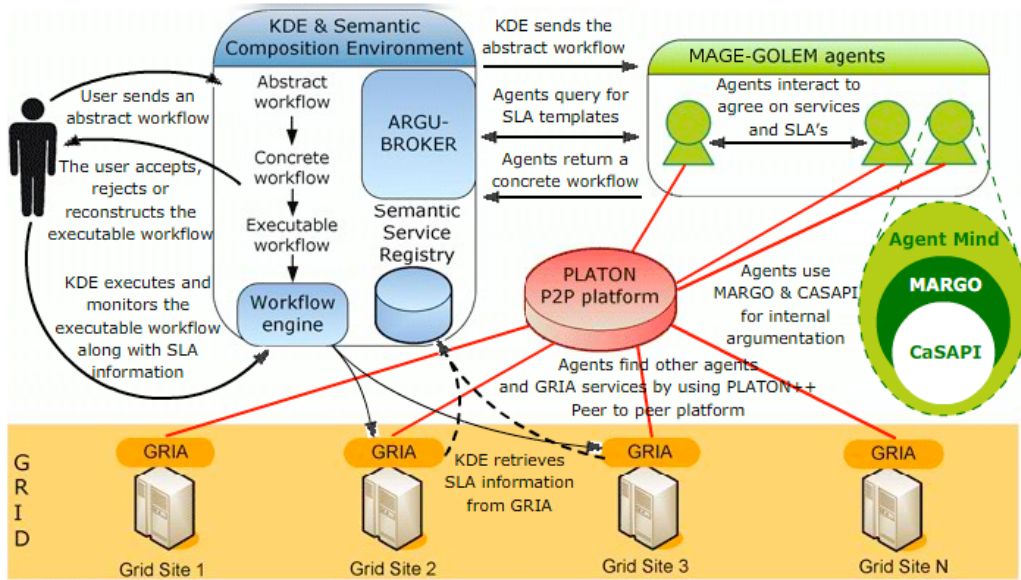 KDE & Semantic
Composition Environment
KDE sends the
abstract workflow
MAGE-GOLEM agents
User sends an
abstract workflow
Abstract
workflow
ARGU-
BROKER
Agents query for
SLA templates
Agents interact to
agree on services
and SLA's
The user accepts,
rejects or
reconstructs the
executable workflow
Concrete
workflow
Agents return a
concrete workflow
Executable
workflow
Semantic
Service
Registry
KDE executes and
monitors the
executable workflow
along with SLA
information
Workflow
engine
PLATON
P2P platform
Agents use
MARGO & CASAPI
for internal
argumentation
Agent Mind
MARGO
CaSAPI
Agents find other agents
and GRIA services by using PLATON++
Peer to peer platform
GRID
GRIA
GRIA
GRIA
GRIA
KDE retrieves
SLA information
from GRIA
Grid Site 1
Grid Site 2
Grid Site 3
Grid Site N